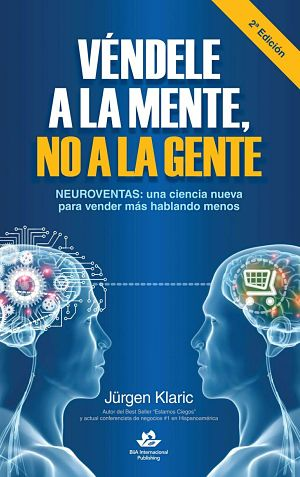 2ª Edición
VÉNDELE
A LA MENTE,
NO A LA GENTE
NEUROVENTAS: una ciencia nueva
para vender más hablando menos
Jürgen Klaric
Autor del Best Seller "Estamos Ciegos"
y actual conferencista de negocios #1 en Hispanoamérica
BiiA International
Publishing